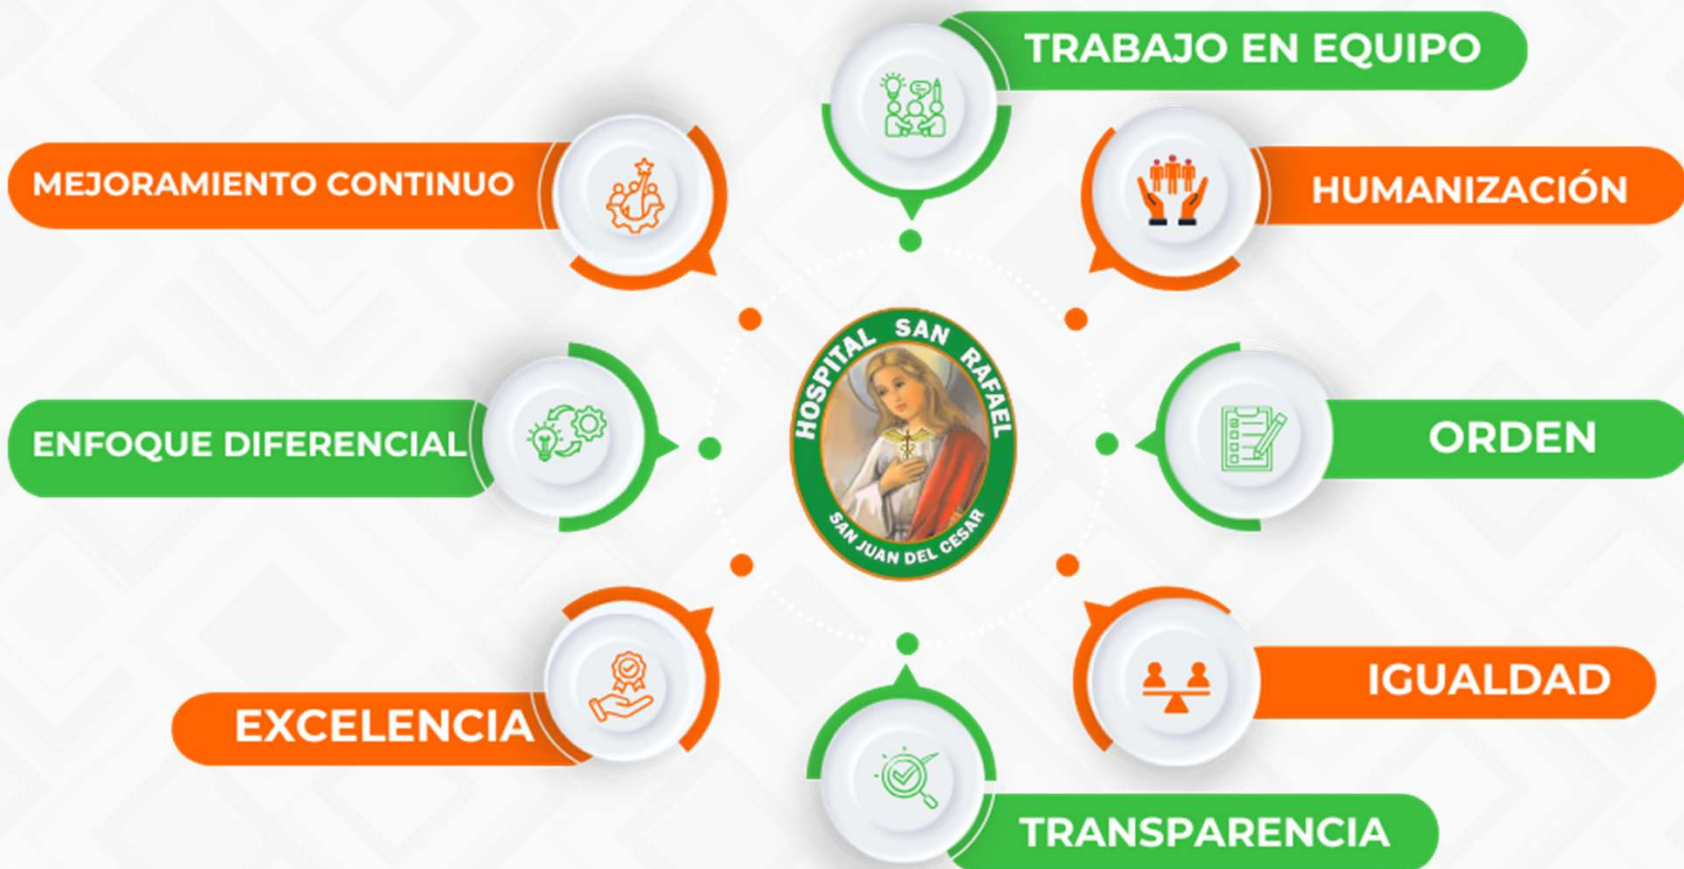 TRABAJO EN EQUIPO
MEJORAMIENTO CONTINUO
HUMANIZACIÓN
HOSPITAL SAN RAFAEL
SAN JUAN DEL CESAR
ENFOQUE DIFERENCIAL
ORDEN
IGUALDAD
EXCELENCIA
TRANSPARENCIA